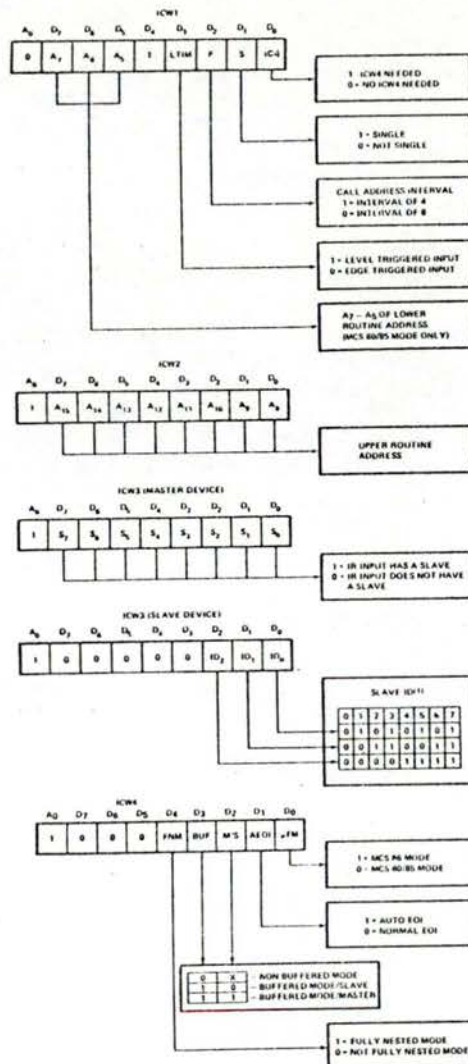 ICW1
A0 D7 D6 D5 D4 D3 D2 D1 D0
0 A7 A6 A5 1 LTIM F S IC4
1 ICW4 NEEDED
0 = NO ICW4 NEEDED
1 = SINGLE
0 = NOT SINGLE
CALL ADDRESS INTERVAL
1 = INTERVAL OF 4
0 = INTERVAL OF 8
1 = LEVEL TRIGGERED INPUT
0 = EDGE TRIGGERED INPUT
A7 – A5 OF LOWER
ROUTINE ADDRESS
(MCS 80/85 MODE ONLY)
ICW2
A0 D7 D6 D5 D4 D3 D2 D1 D0
1 A15 A14 A13 A12 A11 A10 A9 A8
UPPER ROUTINE
ADDRESS
ICW3 (MASTER DEVICE)
A0 D7 D6 D5 D4 D3 D2 D1 D0
1 S7 S6 S5 S4 S3 S2 S1 S0
1 = IR INPUT HAS A SLAVE
0 = IR INPUT DOES NOT HAVE
A SLAVE
ICW3 (SLAVE DEVICE)
A0 D7 D6 D5 D4 D3 D2 D1 D0
1 0 0 0 0 0 ID2 ID1 ID0
SLAVE ID(1)
0 1 2 3 4 5 6 7
0 1 0 1 0 1 0 1
0 0 1 1 0 0 1 1
0 0 0 0 1 1 1 1
ICW4
A0 D7 D6 D5 D4 D3 D2 D1 D0
1 0 0 0 FNM BUF M/S AEOI μPM
1 = MCS 86 MODE
0 = MCS 80/85 MODE
1 = AUTO EOI
0 = NORMAL EOI
0 X – NON BUFFERED MODE
1 0 – BUFFERED MODE/SLAVE
1 1 – BUFFERED MODE/MASTER
1 = FULLY NESTED MODE
0 = NOT FULLY NESTED MODE